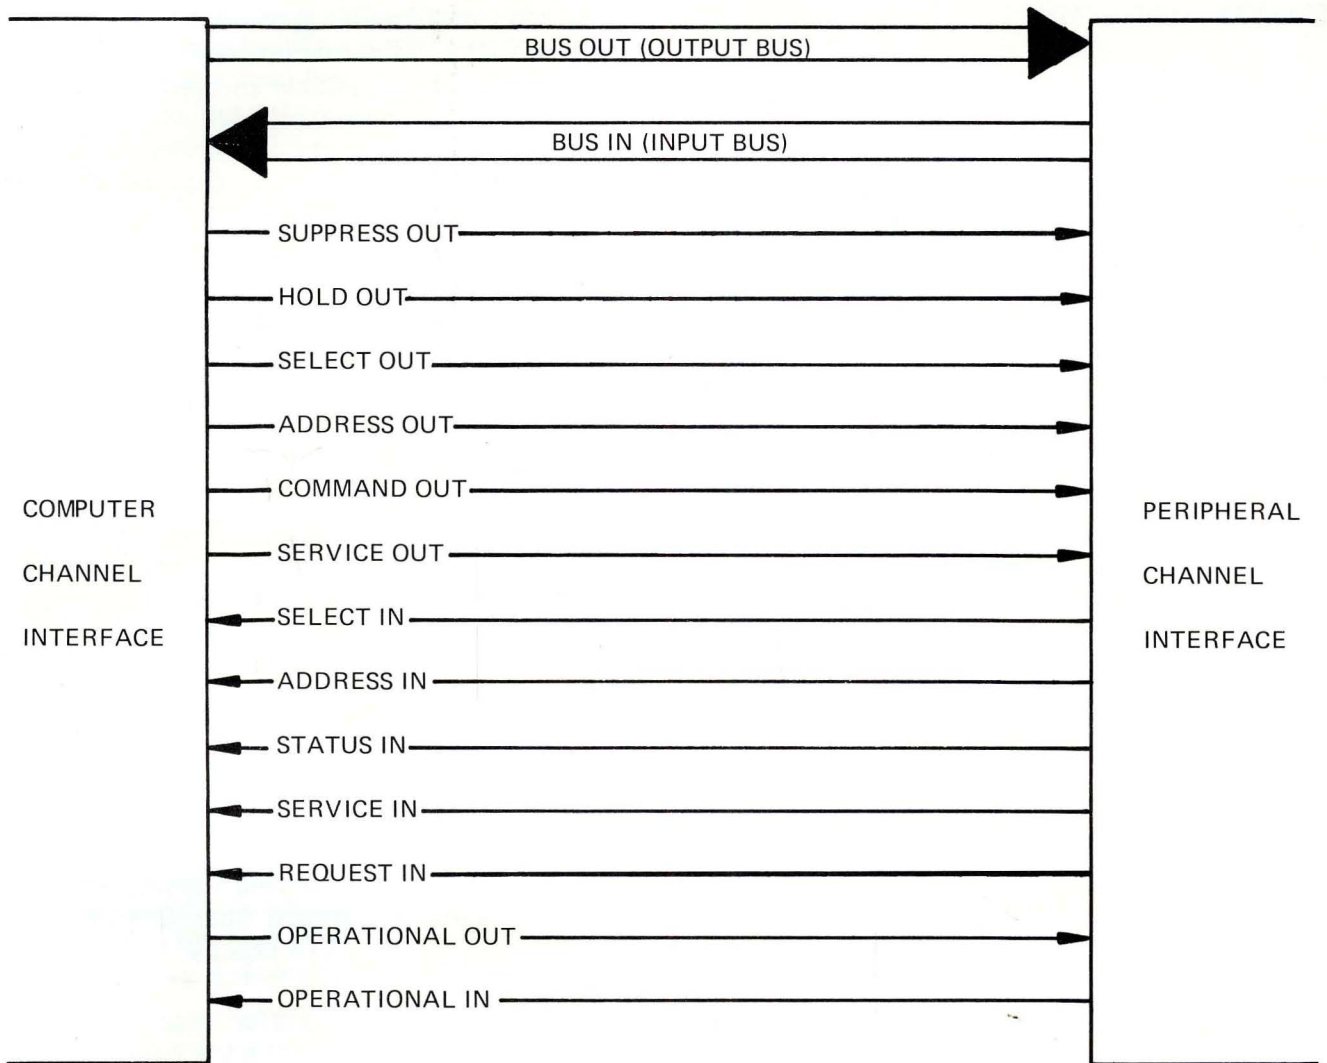 BUS OUT (OUTPUT BUS)
BUS IN (INPUT BUS)
SUPPRESS OUT
HOLD OUT
SELECT OUT
ADDRESS OUT
COMMAND OUT
SERVICE OUT
SELECT IN
ADDRESS IN
STATUS IN
SERVICE IN
REQUEST IN
OPERATIONAL OUT
OPERATIONAL IN
COMPUTER
CHANNEL
INTERFACE
PERIPHERAL
CHANNEL
INTERFACE